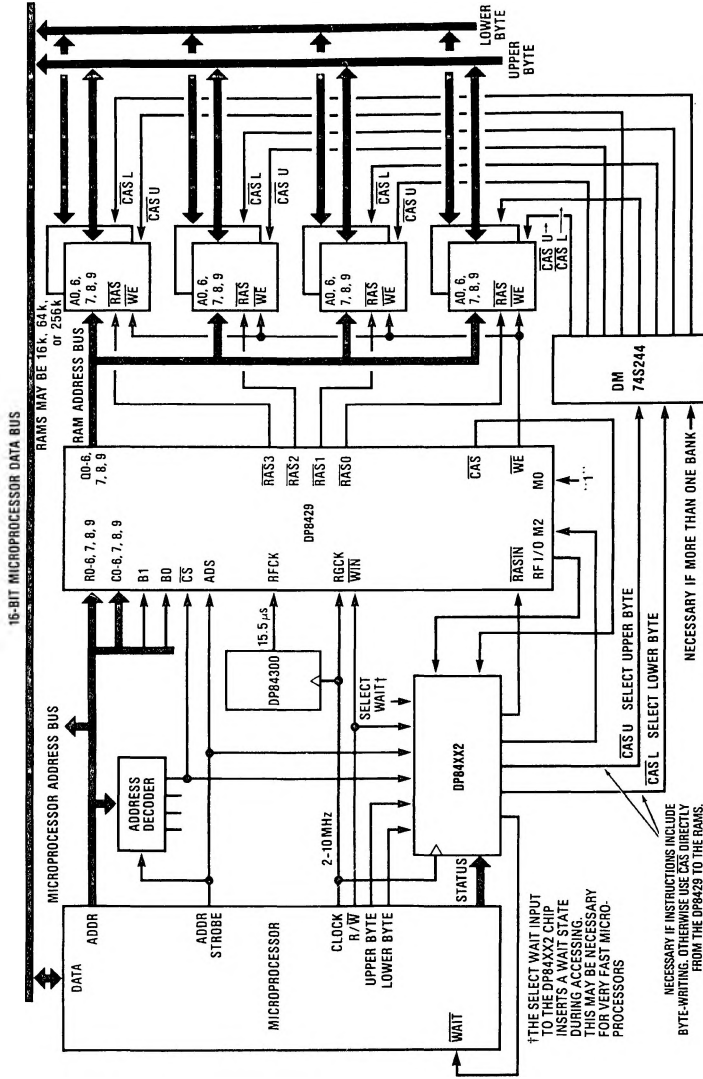 16-BIT MICROPROCESSOR DATA BUS
LOWER
BYTE
UPPER
BYTE
RAMS MAY BE 16k, 64k,
or 256k
RAM ADDRESS BUS
A0, 6,
7, 8, 9
RAS
WE
CAS L
CAS U
A0, 6,
7, 8, 9
RAS
WE
CAS L
CAS U
A0, 6,
7, 8, 9
RAS
WE
CAS L
CAS U
A0, 6,
7, 8, 9
RAS
WE
CAS U
CAS L
MICROPROCESSOR ADDRESS BUS
DATA
ADDR
ADDR
STROBE
MICROPROCESSOR
CLOCK
R/W
UPPER BYTE
LOWER BYTE
WAIT
STATUS
ADDRESS
DECODER
2-10 MHz
DP84300
15.5 μs
SELECT
WAIT†
DP84XX2
R0-6, 7, 8, 9
C0-6, 7, 8, 9
B1
B0
CS
ADS
RFCK
RGCK
WIN
RASIN
RF I/O M2
DP8429
Q0-6,
7, 8, 9
RAS3
RAS2
RAS1
RAS0
CAS
WE
M0
"1"
DM
74S244
CAS U SELECT UPPER BYTE
CAS L SELECT LOWER BYTE
NECESSARY IF MORE THAN ONE BANK
NECESSARY IF INSTRUCTIONS INCLUDE
BYTE-WRITING. OTHERWISE USE CAS DIRECTLY
FROM THE DP8429 TO THE RAMS.
†THE SELECT WAIT INPUT
TO THE DP84XX2 CHIP
INSERTS A WAIT STATE
DURING ACCESSING.
THIS MAY BE NECESSARY
FOR VERY FAST MICRO-
PROCESSORS